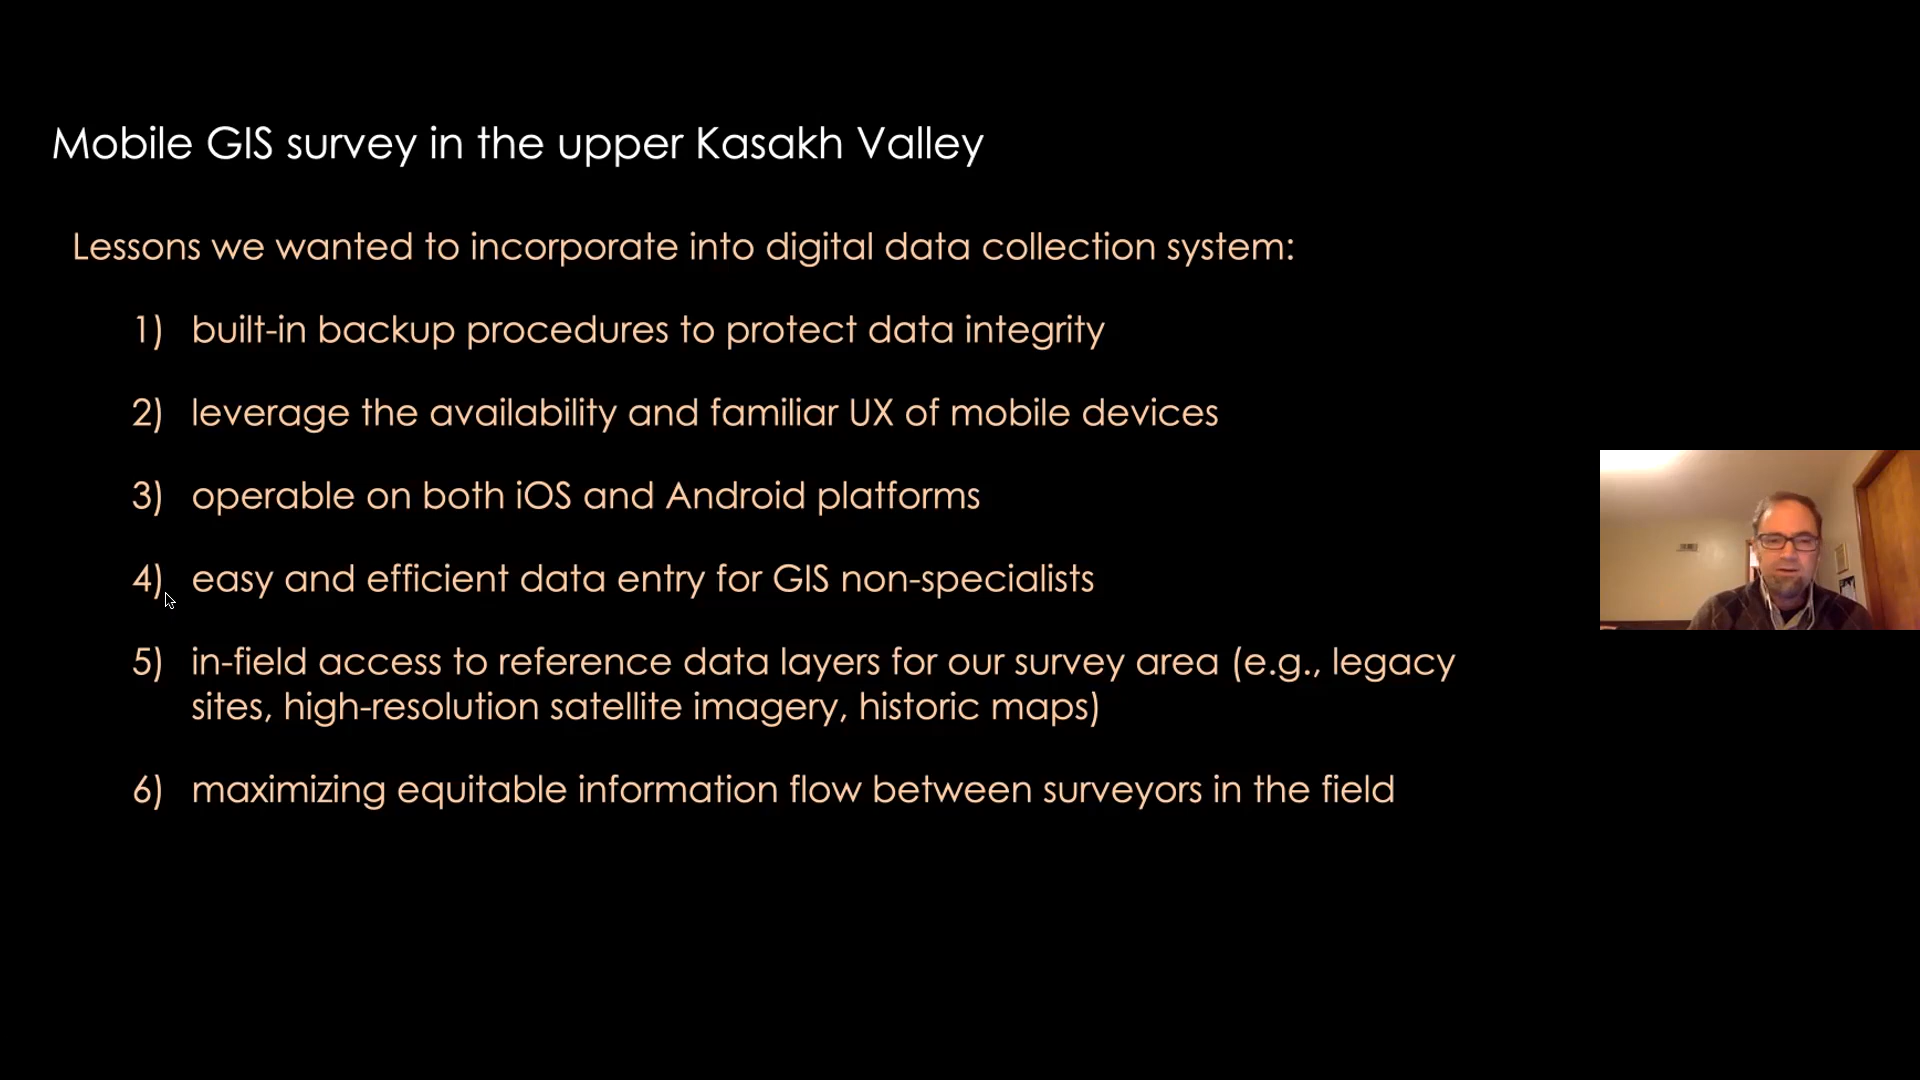 Mobile GIS survey in the upper Kasakh Valley
Lessons we wanted to incorporate into digital data collection system:
1) built-in backup procedures to protect data integrity
2) leverage the availability and familiar UX of mobile devices
3) operable on both iOS and Android platforms
4) easy and efficient data entry for GIS non-specialists
5) in-field access to reference data layers for our survey area (e.g., legacy
sites, high-resolution satellite imagery, historic maps)
6) maximizing equitable information flow between surveyors in the field